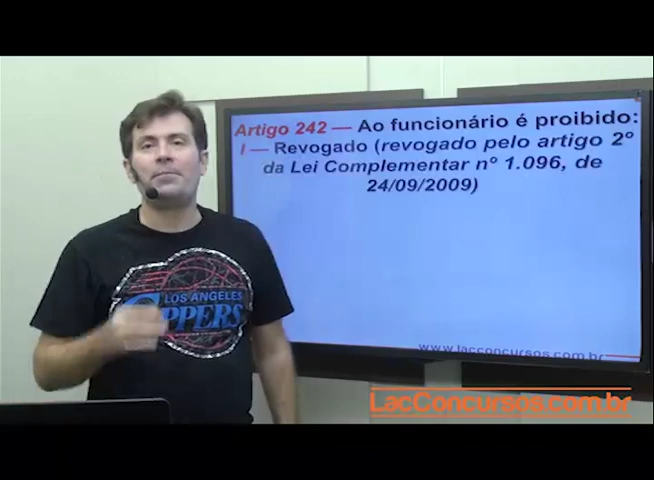 Artigo 242 — Ao funcionário é proibido:
I — Revogado (revogado pelo artigo 2º
da Lei Complementar nº 1.096, de
24/09/2009)
LOS ANGELES
www.lacconcursos.com.br
LacConcursos.com.br